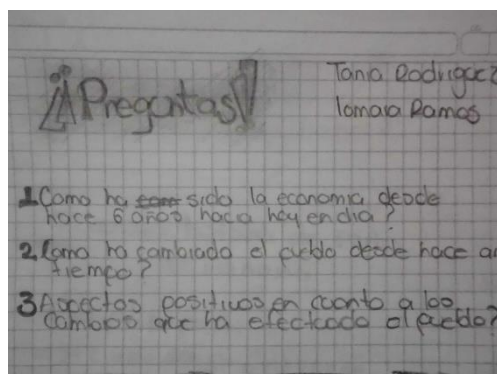 ¡¡Preguntas!!
Tania Rodriguez
Iomara Ramos
1 Como ha sido la economia desde
hace 6 años hacia hoy en dia?
2 Como ha cambiado el pueblo desde hace
tiempo?
3 Aspectos positivos en cuanto a los
cambios que ha efectuado el pueblo?